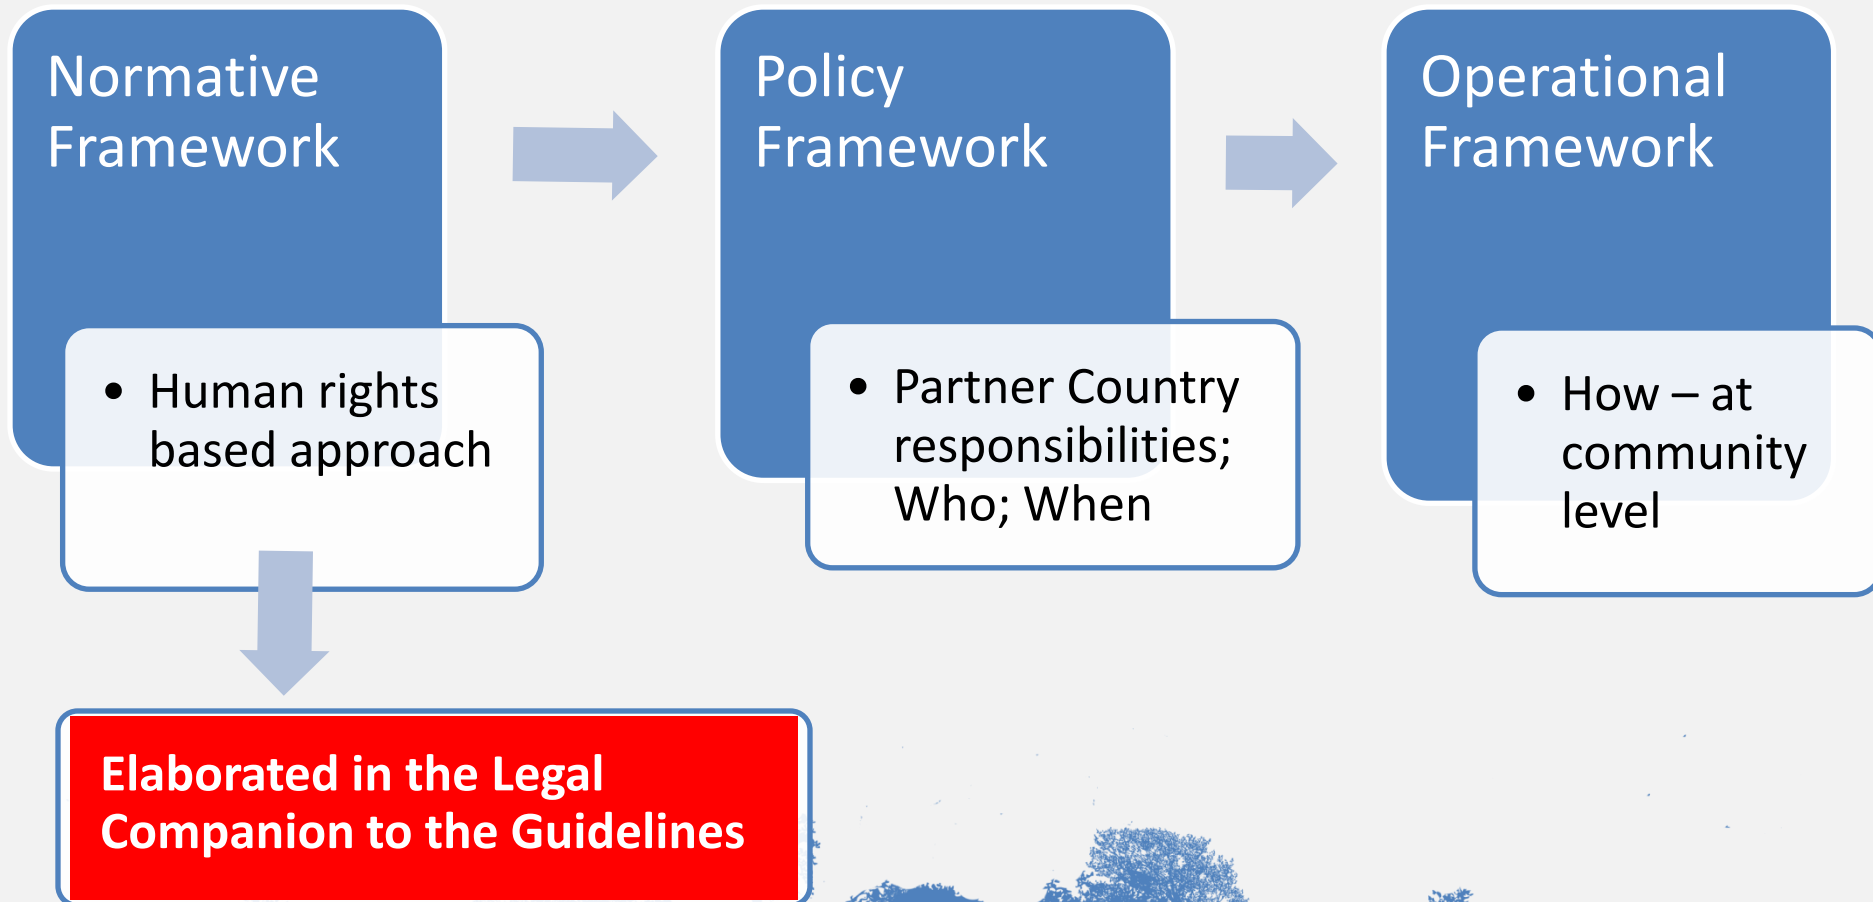 Normative
Framework
• Human rights
based approach
Policy
Framework
• Partner Country
responsibilities;
Who; When
Operational
Framework
• How – at
community
level
Elaborated in the Legal
Companion to the Guidelines